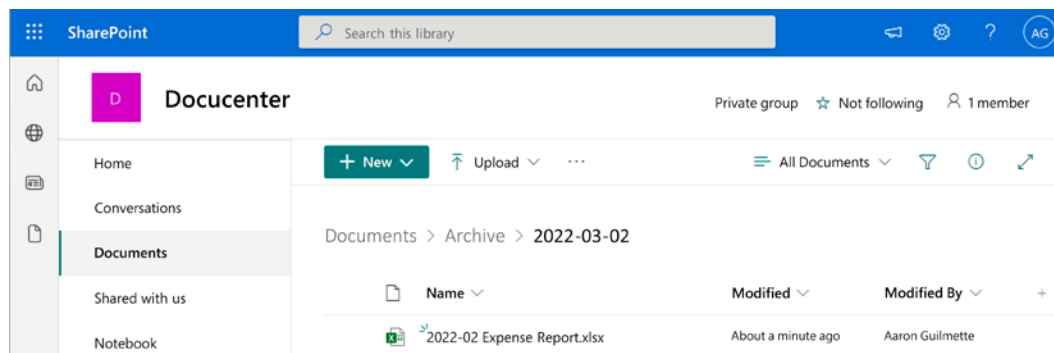 SharePoint
Search this library
?
AG
D
Docucenter
Private group
Not following
1 member
Home
Conversations
Documents
Shared with us
Notebook
+ New
Upload
...
All Documents
Documents > Archive > 2022-03-02
Name
Modified
Modified By
+
2022-02 Expense Report.xlsx
About a minute ago
Aaron Guilmette